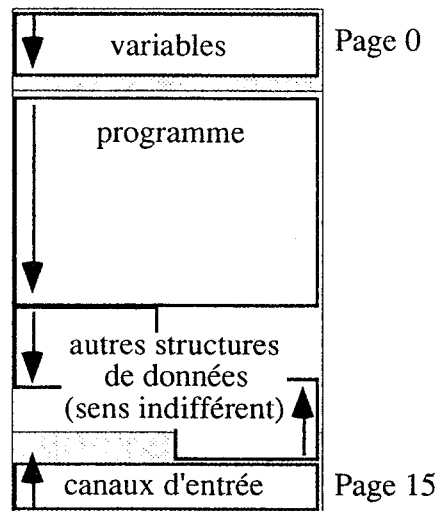 variables
Page 0
programme
autres structures
de données
(sens indifférent)
canaux d'entrée
Page 15